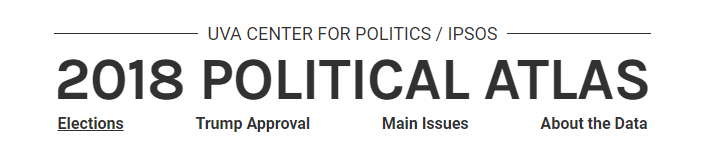 UVA CENTER FOR POLITICS / IPSOS
2018 POLITICAL ATLAS
Elections Trump Approval Main Issues About the Data